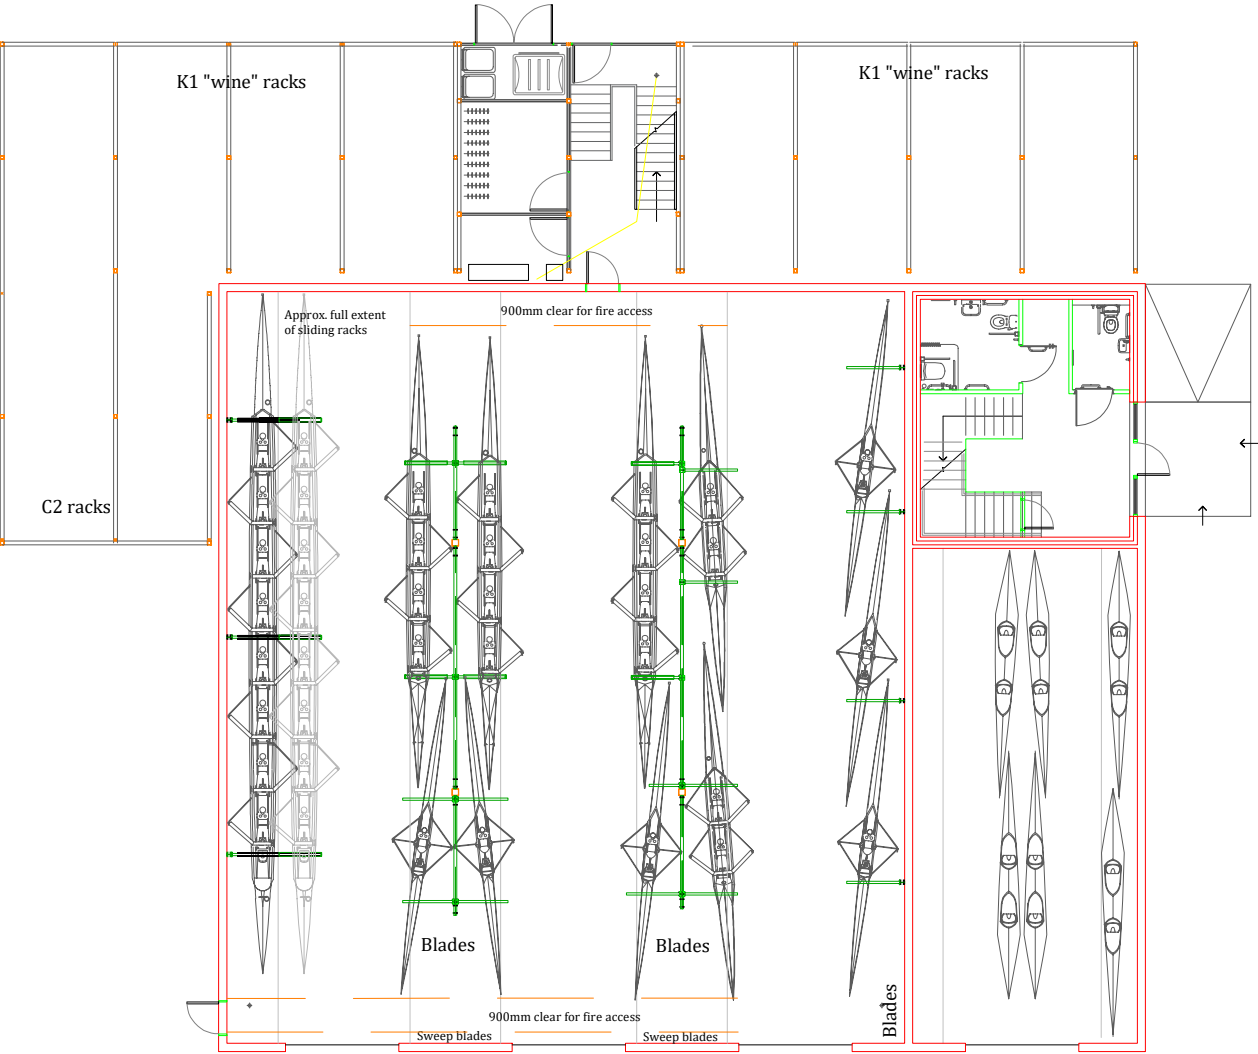 K1 "wine" racks
K1 "wine" racks
Approx. full extent
of sliding racks
900mm clear for fire access
C2 racks
Blades
Blades
Blades
900mm clear for fire access
Sweep blades
Sweep blades